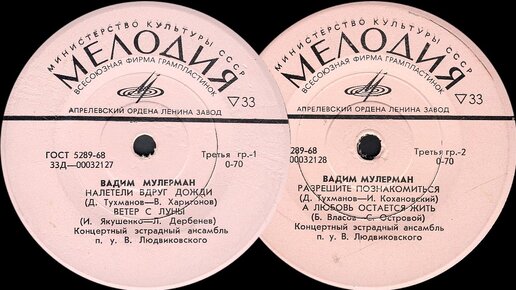 МИНИСТЕРСТВО КУЛЬТУРЫ СССР
МЕЛОДИЯ
ВСЕСОЮЗНАЯ ФИРМА ГРАМПЛАСТИНОК
АПРЕЛЕВСКИЙ ОРДЕНА ЛЕНИНА ЗАВОД
▽33
ГОСТ 5289-68
33Д—00032127
Третья гр.-1
0-70
ВАДИМ МУЛЕРМАН
НАЛЕТЕЛИ ВДРУГ ДОЖДИ
(Д. Тухманов—В. Харитонов)
ВЕТЕР С ЛУНЫ
(И. Якушенко—Л. Дербенев)
Концертный эстрадный ансамбль
п. у. В. Людвиковского
МИНИСТЕРСТВО КУЛЬТУРЫ СССР
МЕЛОДИЯ
ВСЕСОЮЗНАЯ ФИРМА ГРАМПЛАСТИНОК
АПРЕЛЕВСКИЙ ОРДЕНА ЛЕНИНА ЗАВОД
▽33
5289-68
00032128
Третья гр.-2
0-70
ВАДИМ МУЛЕРМАН
РАЗРЕШИТЕ ПОЗНАКОМИТЬСЯ
(Д. Тухманов—И. Кохановский)
А ЛЮБОВЬ ОСТАЕТСЯ ЖИТЬ
(Б. Власов—С. Островой)
Концертный эстрадный ансамбль
п. у. В. Людвиковского